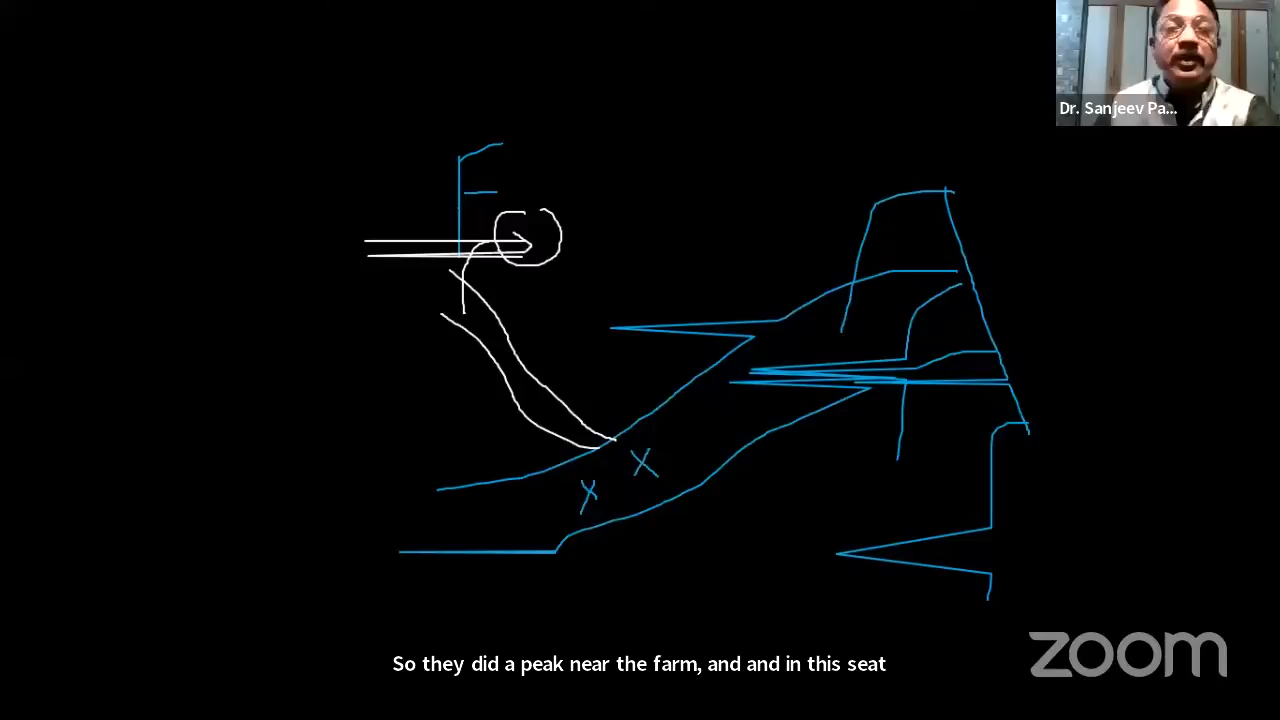 Dr. Sanjeev Pa...
F
X
X
So they did a peak near the farm, and and in this seat
zoom